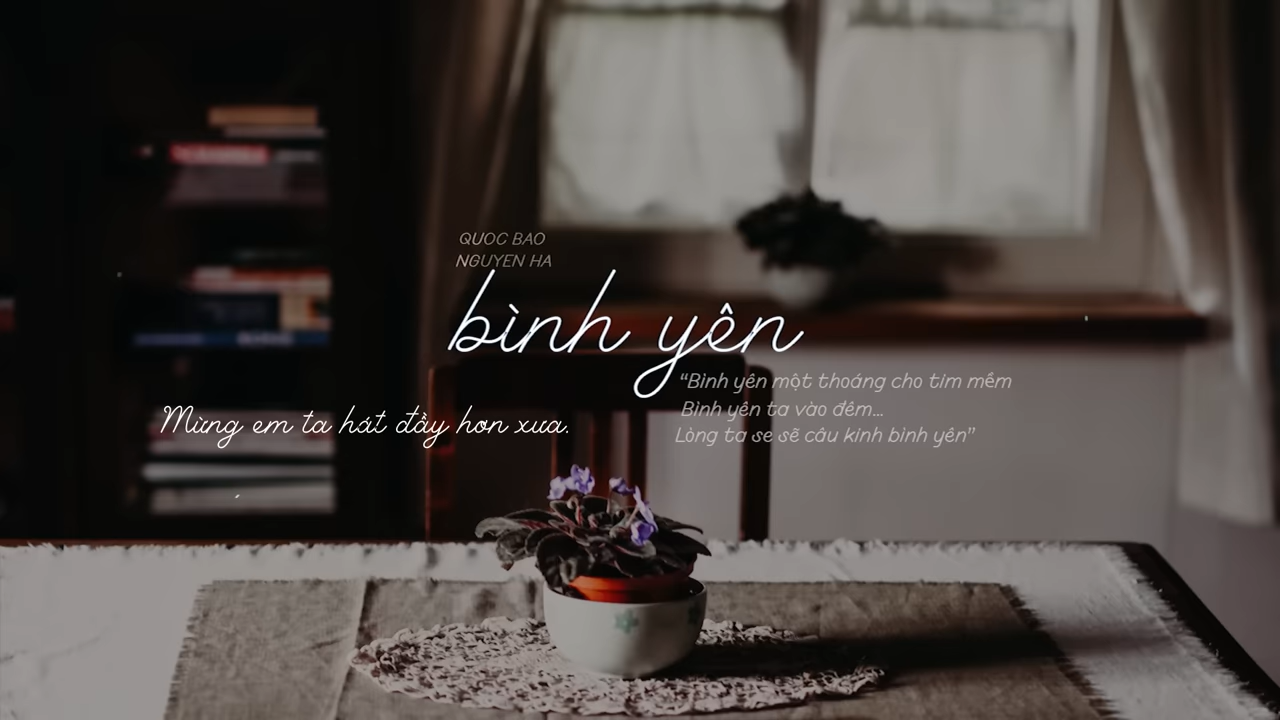 QUOC BAO
NGUYEN HA
bình yên
“Bình yên một thoáng cho tim mềm
Bình yên ta vào đêm...
Lòng ta se sẽ câu kinh bình yên”
Mừng em ta hát đầy hơn xưa.